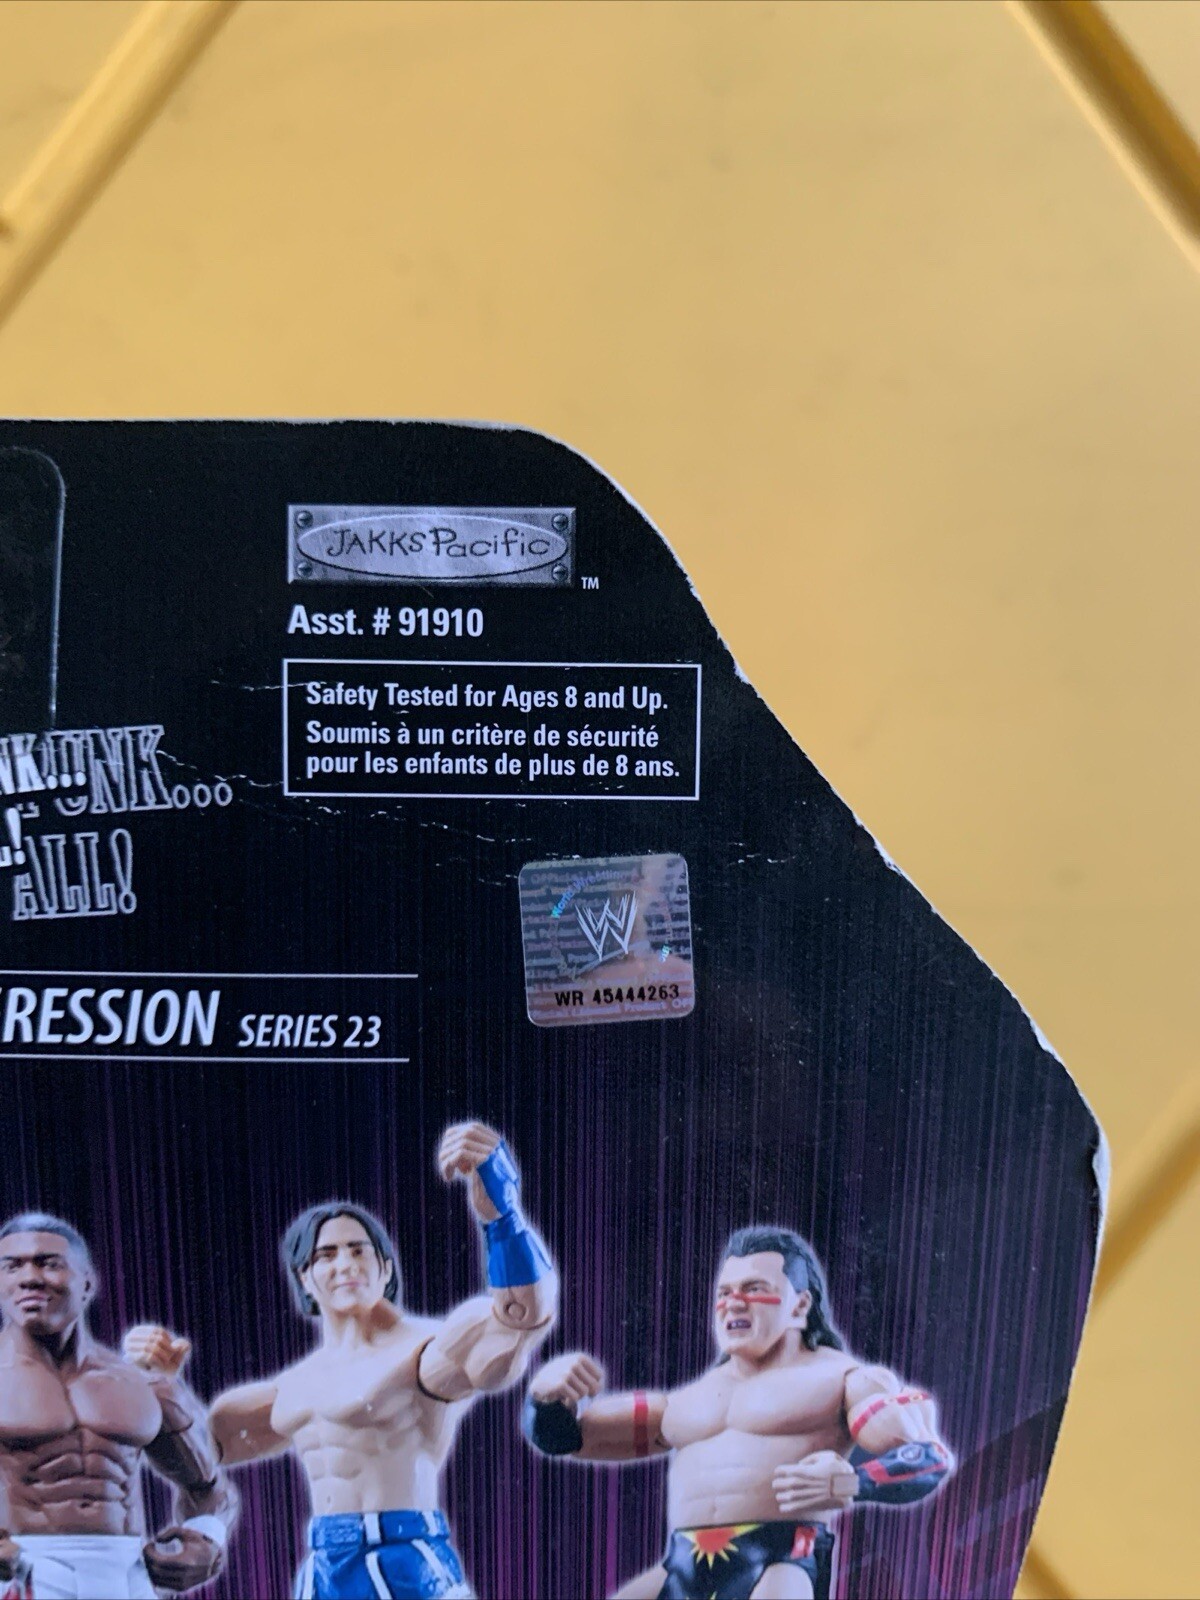 JAKKS Pacific
TM
Asst. # 91910
Safety Tested for Ages 8 and Up.
Soumis à un critère de sécurité
pour les enfants de plus de 8 ans.
ALL!
W
WR 45444263
RESSION SERIES 23